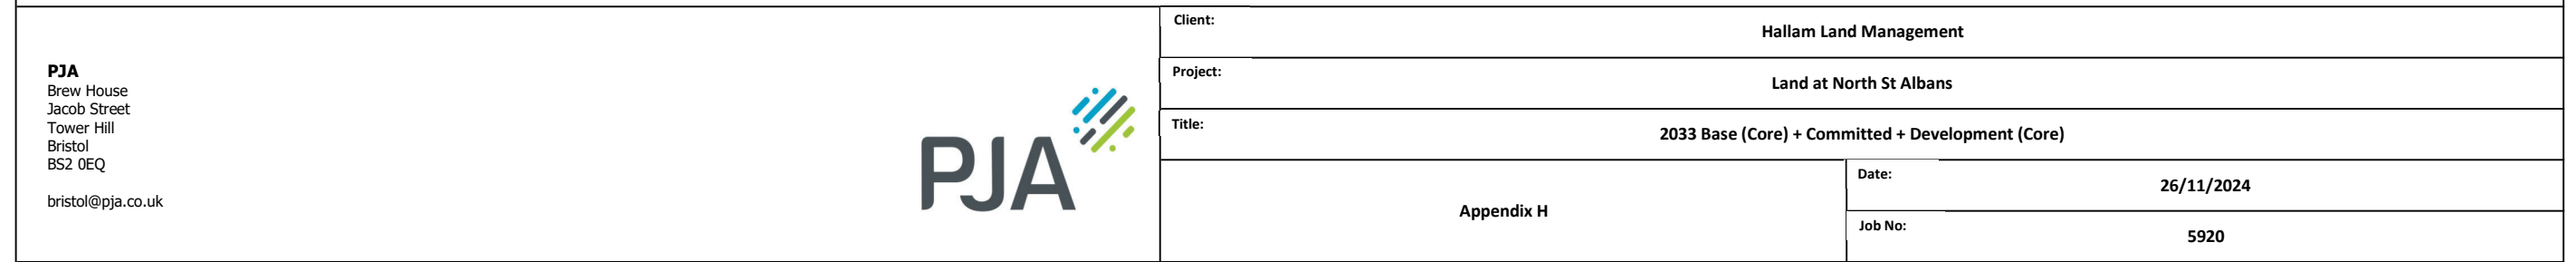 PJA
Brew House
Jacob Street
Tower Hill
Bristol
BS2 0EQ
bristol@pja.co.uk
PJA
Client:
Hallam Land Management
Project:
Land at North St Albans
Title:
2033 Base (Core) + Committed + Development (Core)
Appendix H
Date:
26/11/2024
Job No:
5920